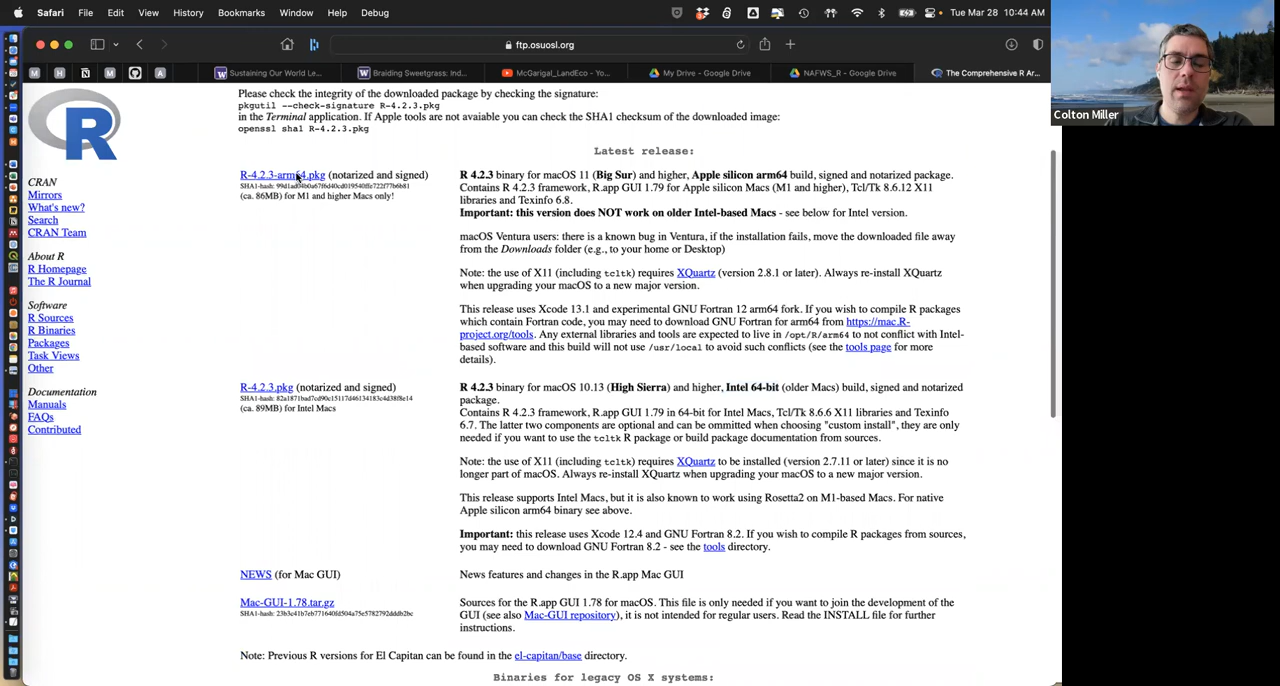 Safari File Edit View History Bookmarks Window Help Debug Tue Mar 28 10:44 AM
ftp.osuosl.org
M H M A Sustaining Our World Le... Braiding Sweetgrass: Ind... McGarigal_LandEco - Yo... My Drive - Google Drive NAFWS_R - Google Drive The Comprehensive R Ar...
Colton Miller
R
CRAN
Mirrors
What's new?
Search
CRAN Team
About R
R Homepage
The R Journal
Software
R Sources
R Binaries
Packages
Task Views
Other
Documentation
Manuals
FAQs
Contributed
Please check the integrity of the downloaded package by checking the signature:
pkgutil --check-signature R-4.2.3.pkg
in the Terminal application. If Apple tools are not avaiable you can check the SHA1 checksum of the downloaded image:
openssl sha1 R-4.2.3.pkg
Latest release:
R-4.2.3-arm64.pkg (notarized and signed)
SHA1-hash:
(ca. 86MB) for M1 and higher Macs only!
R 4.2.3 binary for macOS 11 (Big Sur) and higher, Apple silicon arm64 build, signed and notarized package.
Contains R 4.2.3 framework, R.app GUI 1.79 for Apple silicon Macs (M1 and higher), Tcl/Tk 8.6.12 X11
libraries and Texinfo 6.8.
Important: this version does NOT work on older Intel-based Macs - see below for Intel version.
macOS Ventura users: there is a known bug in Ventura, if the installation fails, move the downloaded file away
from the Downloads folder (e.g., to your home or Desktop)
Note: the use of X11 (including tcltk) requires XQuartz (version 2.8.1 or later). Always re-install XQuartz
when upgrading your macOS to a new major version.
This release uses Xcode 13.1 and experimental GNU Fortran 12 arm64 fork. If you wish to compile R packages
which contain Fortran code, you may need to download GNU Fortran for arm64 from https://mac.R-
project.org/tools. Any external libraries and tools are expected to live in /opt/R/arm64 to not conflict with Intel-
based software and this build will not use /usr/local to avoid such conflicts (see the tools page for more
details).
R-4.2.3.pkg (notarized and signed)
SHA1-hash:
(ca. 89MB) for Intel Macs
R 4.2.3 binary for macOS 10.13 (High Sierra) and higher, Intel 64-bit (older Macs) build, signed and notarized
package.
Contains R 4.2.3 framework, R.app GUI 1.79 in 64-bit for Intel Macs, Tcl/Tk 8.6.6 X11 libraries and Texinfo
6.7. The latter two components are optional and can be ommitted when choosing "custom install", they are only
needed if you want to use the tcltk R package or build package documentation from sources.
Note: the use of X11 (including tcltk) requires XQuartz to be installed (version 2.7.11 or later) since it is no
longer part of macOS. Always re-install XQuartz when upgrading your macOS to a new major version.
This release supports Intel Macs, but it is also known to work using Rosetta2 on M1-based Macs. For native
Apple silicon arm64 binary see above.
Important: this release uses Xcode 12.4 and GNU Fortran 8.2. If you wish to compile R packages from sources,
you may need to download GNU Fortran 8.2 - see the tools directory.
NEWS (for Mac GUI)
News features and changes in the R.app Mac GUI
Mac-GUI-1.78.tar.gz
SHA1-hash:
Sources for the R.app GUI 1.78 for macOS. This file is only needed if you want to join the development of the
GUI (see also Mac-GUI repository), it is not intended for regular users. Read the INSTALL file for further
instructions.
Note: Previous R versions for El Capitan can be found in the el-capitan/base directory.
Binaries for legacy OS X systems: